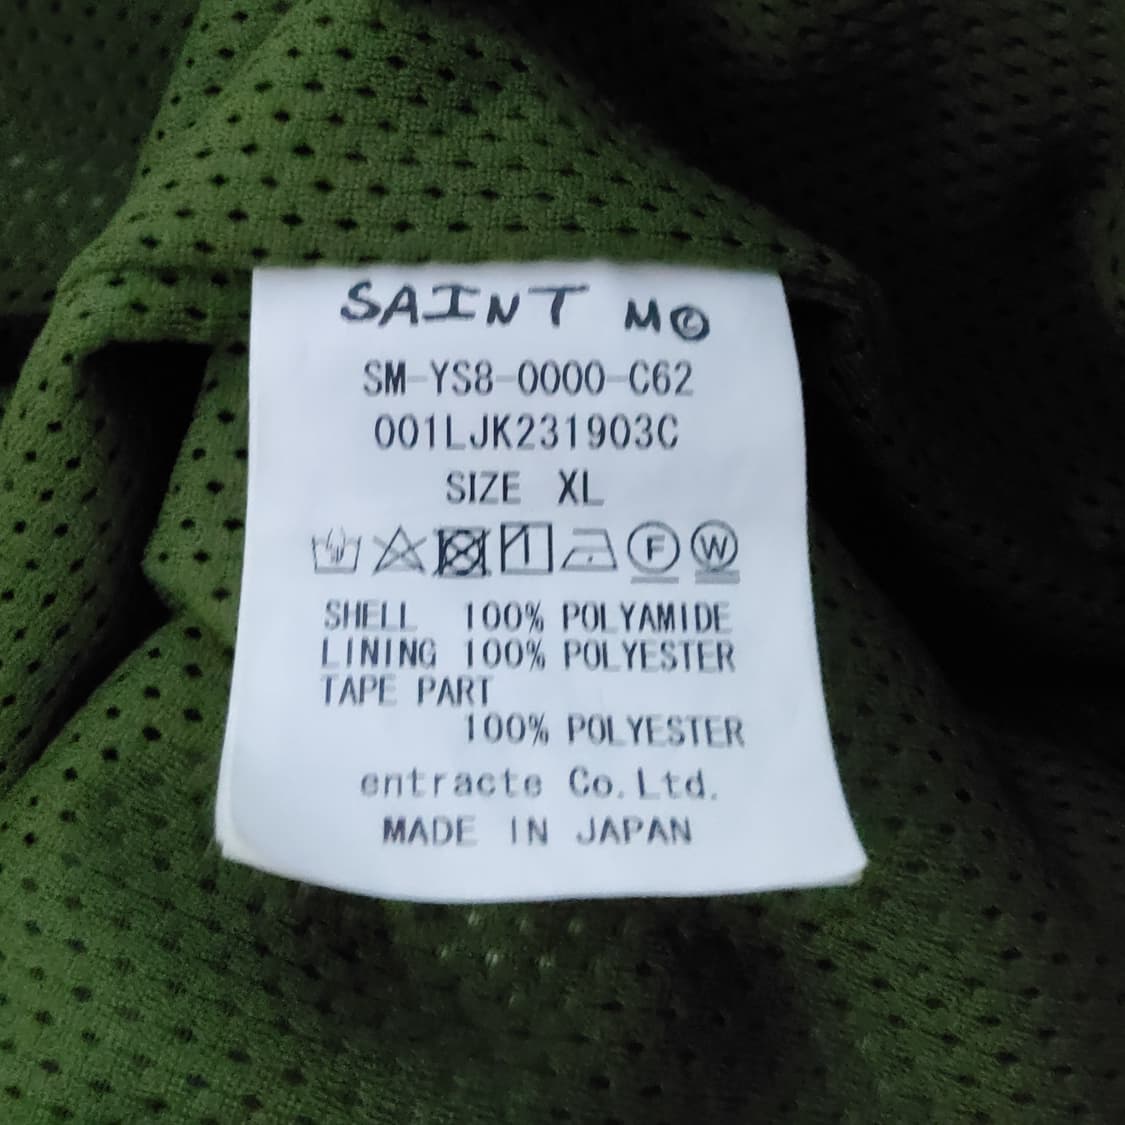 SAINT M©
SM-YS8-0000-C62
001LJK231903C
SIZE XL
F W
SHELL 100% POLYAMIDE
LINING 100% POLYESTER
TAPE PART
100% POLYESTER
entracte Co.Ltd.
MADE IN JAPAN